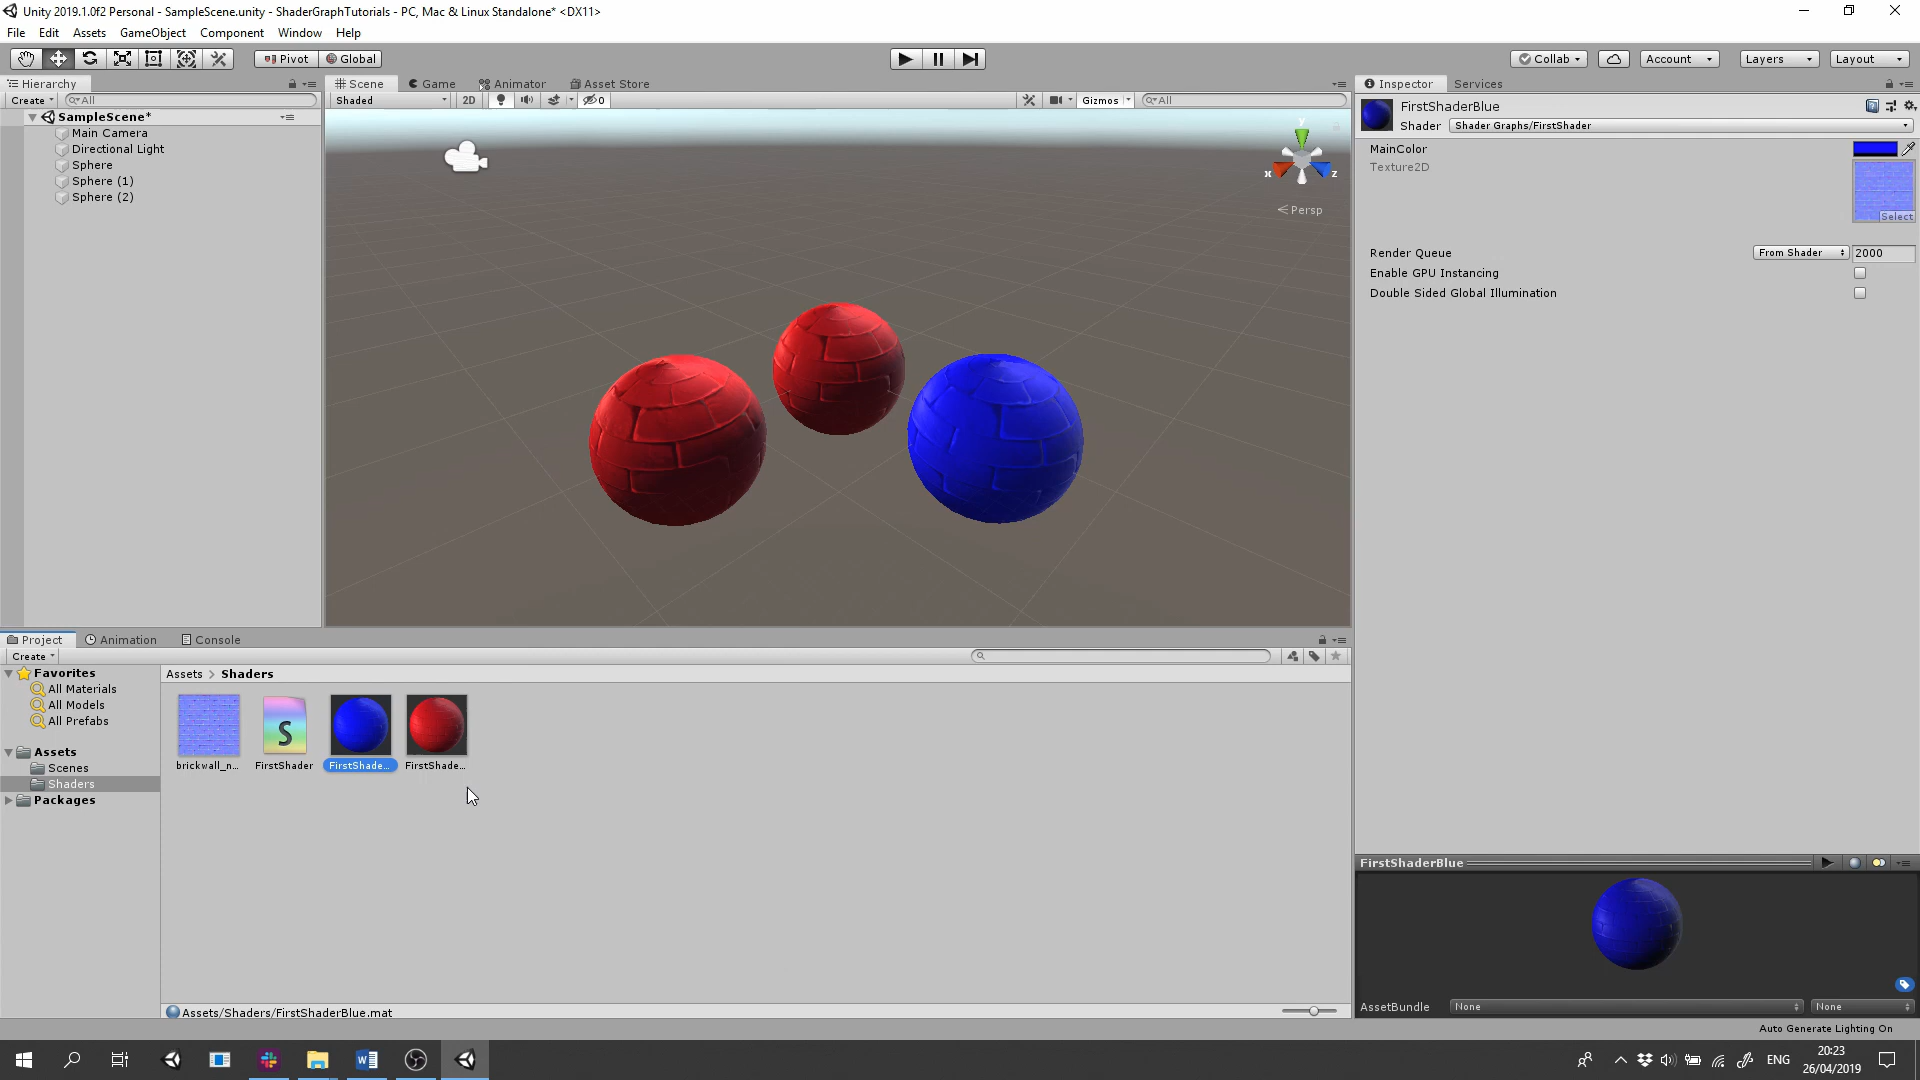 Unity 2019.1.0f2 Personal - SampleScene.unity - ShaderGraphTutorials - PC, Mac & Linux Standalone* <DX11>
File Edit Assets GameObject Component Window Help
Pivot Global Collab Account Layers Layout
Hierarchy
Create All
SampleScene*
Main Camera
Directional Light
Sphere
Sphere (1)
Sphere (2)
Scene Game Animator Asset Store
Shaded 2D 0 Gizmos All
y
x
z
Persp
Inspector Services
FirstShaderBlue
Shader Shader Graphs/FirstShader
MainColor
Texture2D
Select
Render Queue From Shader 2000
Enable GPU Instancing
Double Sided Global Illumination
Project Animation Console
Create
Favorites
All Materials
All Models
All Prefabs
Assets
Scenes
Shaders
Packages
Assets > Shaders
S
brickwall_n... FirstShader FirstShade... FirstShade...
Assets/Shaders/FirstShaderBlue.mat
FirstShaderBlue
AssetBundle None None
Auto Generate Lighting On
ENG
20:23
26/04/2019